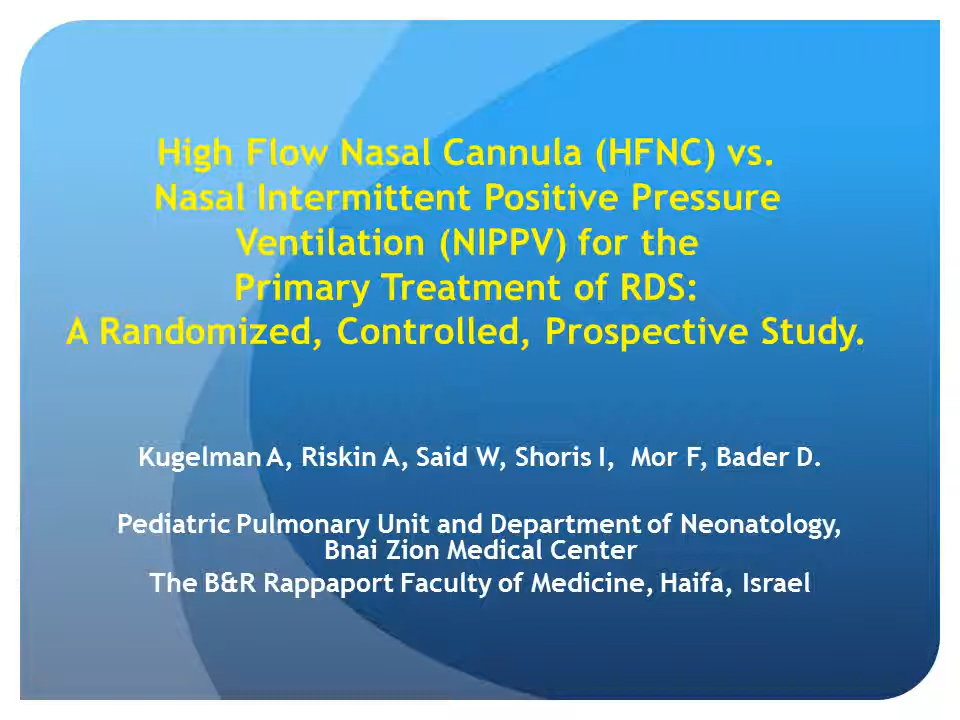 High Flow Nasal Cannula (HFNC) vs.
Nasal Intermittent Positive Pressure
Ventilation (NIPPV) for the
Primary Treatment of RDS:
A Randomized, Controlled, Prospective Study.
Kugelman A, Riskin A, Said W, Shoris I, Mor F, Bader D.
Pediatric Pulmonary Unit and Department of Neonatology,
Bnai Zion Medical Center
The B&R Rappaport Faculty of Medicine, Haifa, Israel